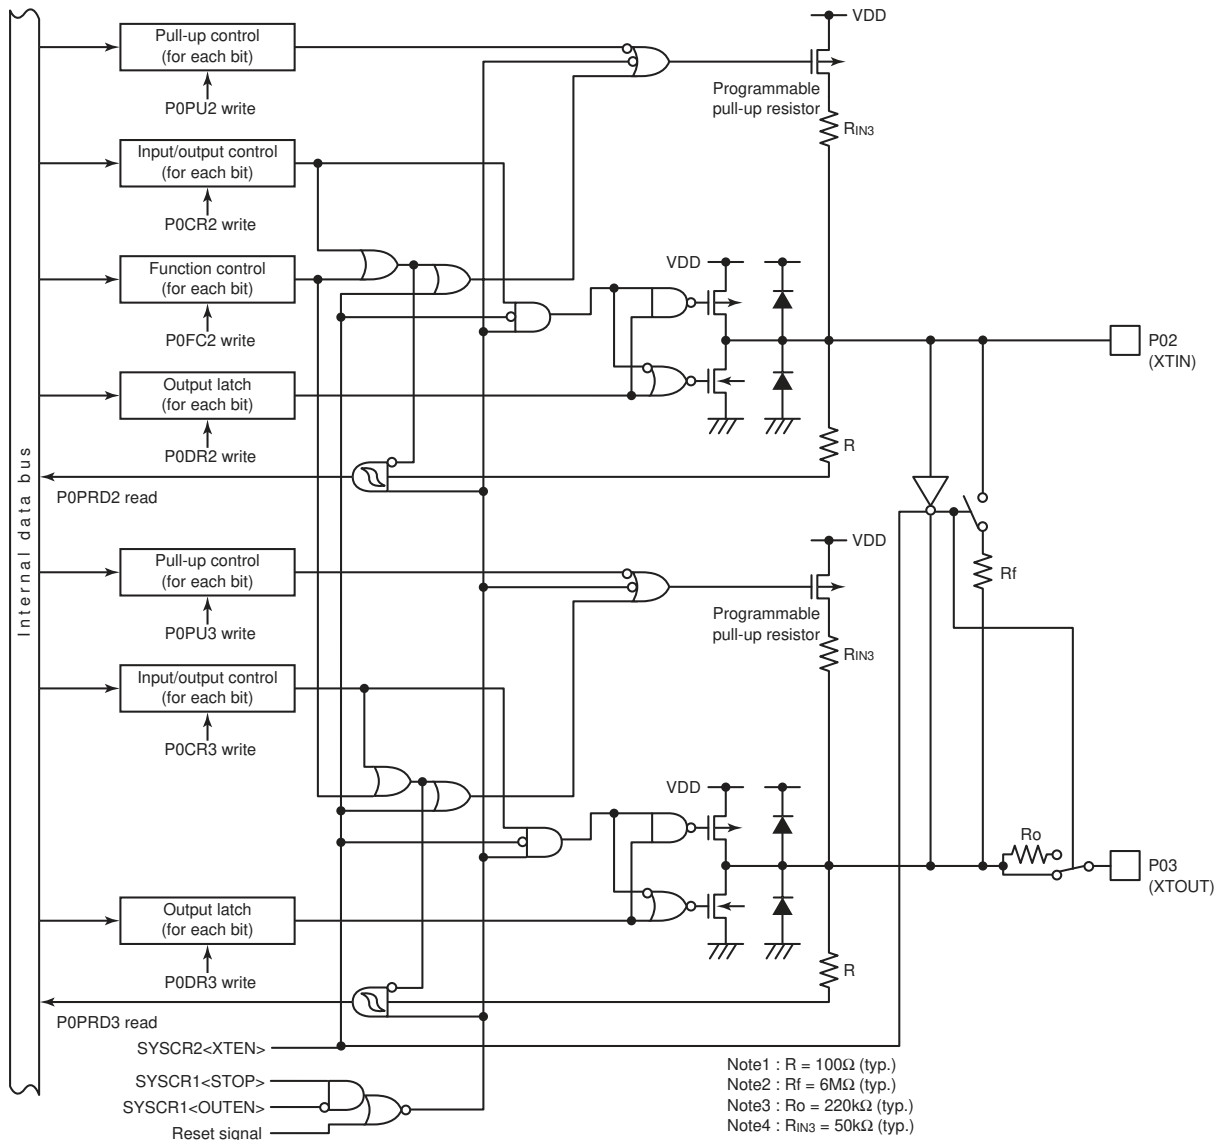 VDD
Pull-up control
(for each bit)
P0PU2 write
Programmable
pull-up resistor
RIN3
Input/output control
(for each bit)
P0CR2 write
Function control
(for each bit)
P0FC2 write
VDD
P02
(XTIN)
Output latch
(for each bit)
P0DR2 write
R
P0PRD2 read
Internal data bus
VDD
Pull-up control
(for each bit)
P0PU3 write
Rf
Programmable
pull-up resistor
RIN3
Input/output control
(for each bit)
P0CR3 write
VDD
Ro
P03
(XTOUT)
Output latch
(for each bit)
P0DR3 write
R
P0PRD3 read
SYSCR2<XTEN>
SYSCR1<STOP>
SYSCR1<OUTEN>
Reset signal
Note1 : R = 100Ω (typ.)
Note2 : Rf = 6MΩ (typ.)
Note3 : Ro = 220kΩ (typ.)
Note4 : RIN3 = 50kΩ (typ.)